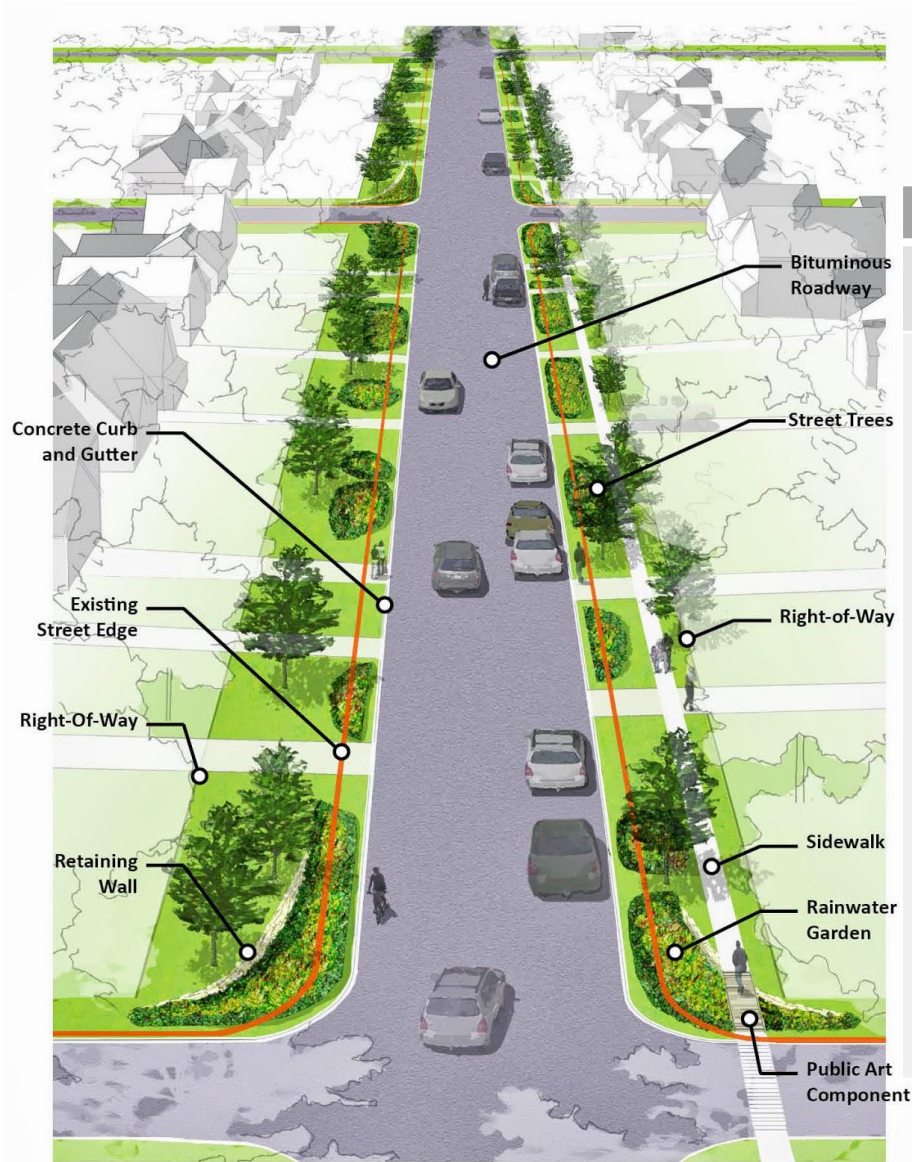 Bituminous
Roadway
Concrete Curb
and Gutter
Street Trees
Existing
Street Edge
Right-of-Way
Right-Of-Way
Retaining
Wall
Sidewalk
Rainwater
Garden
Public Art
Component